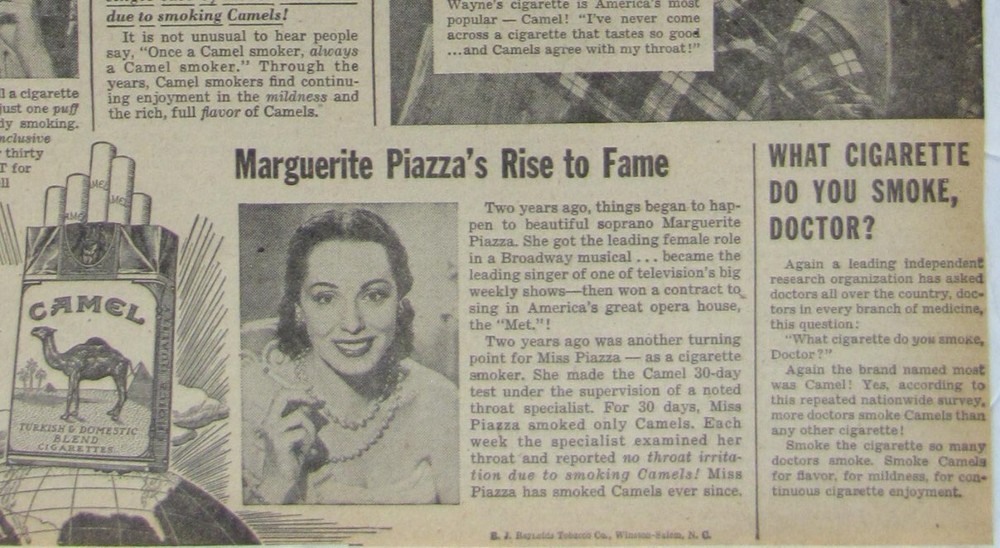 due to smoking Camels!
It is not unusual to hear people
say, "Once a Camel smoker, always
a Camel smoker." Through the
years, Camel smokers find continu-
ing enjoyment in the mildness and
the rich, full flavor of Camels.
Wayne's cigarette is America's most
popular — Camel! "I've never come
across a cigarette that tastes so good
...and Camels agree with my throat!"
a cigarette
just one puff
smoking.
thirty
for
CAMEL
TURKISH & DOMESTIC
BLEND
CIGARETTES
Marguerite Piazza's Rise to Fame
Two years ago, things began to hap-
pen to beautiful soprano Marguerite
Piazza. She got the leading female role
in a Broadway musical ... became the
leading singer of one of television's big
weekly shows—then won a contract to
sing in America's great opera house,
the "Met."!
Two years ago was another turning
point for Miss Piazza — as a cigarette
smoker. She made the Camel 30-day
test under the supervision of a noted
throat specialist. For 30 days, Miss
Piazza smoked only Camels. Each
week the specialist examined her
throat and reported no throat irrita-
tion due to smoking Camels! Miss
Piazza has smoked Camels ever since.
R. J. Reynolds Tobacco Co., Winston-Salem, N. C.
WHAT CIGARETTE
DO YOU SMOKE,
DOCTOR?
Again a leading independent
research organization has asked
doctors all over the country, doc-
tors in every branch of medicine,
this question:
"What cigarette do you smoke,
Doctor?"
Again the brand named most
was Camel! Yes, according to
this repeated nationwide survey,
more doctors smoke Camels than
any other cigarette!
Smoke the cigarette so many
doctors smoke. Smoke Camels
for flavor, for mildness, for con-
tinuous cigarette enjoyment.